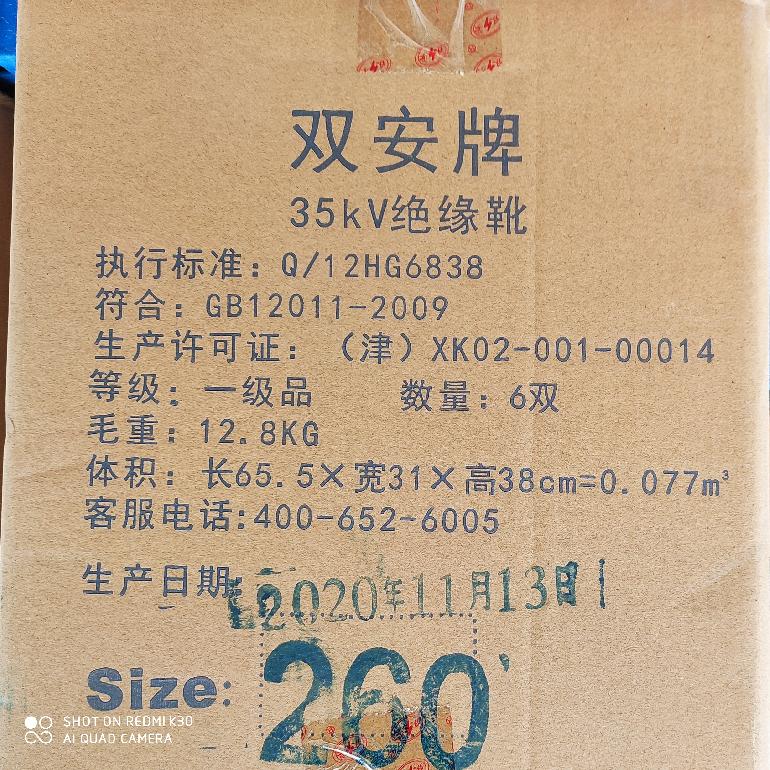 双安牌
35kV绝缘靴
执行标准：Q/12HG6838
符合：GB12011-2009
生产许可证：（津）XK02-001-00014
等级：一级品 数量：6双
毛重：12.8KG
体积：长65.5×宽31×高38cm=0.077m³
客服电话:400-652-6005
生产日期: 2020年11月13日
Size: 260
SHOT ON REDMI K30
AI QUAD CAMERA